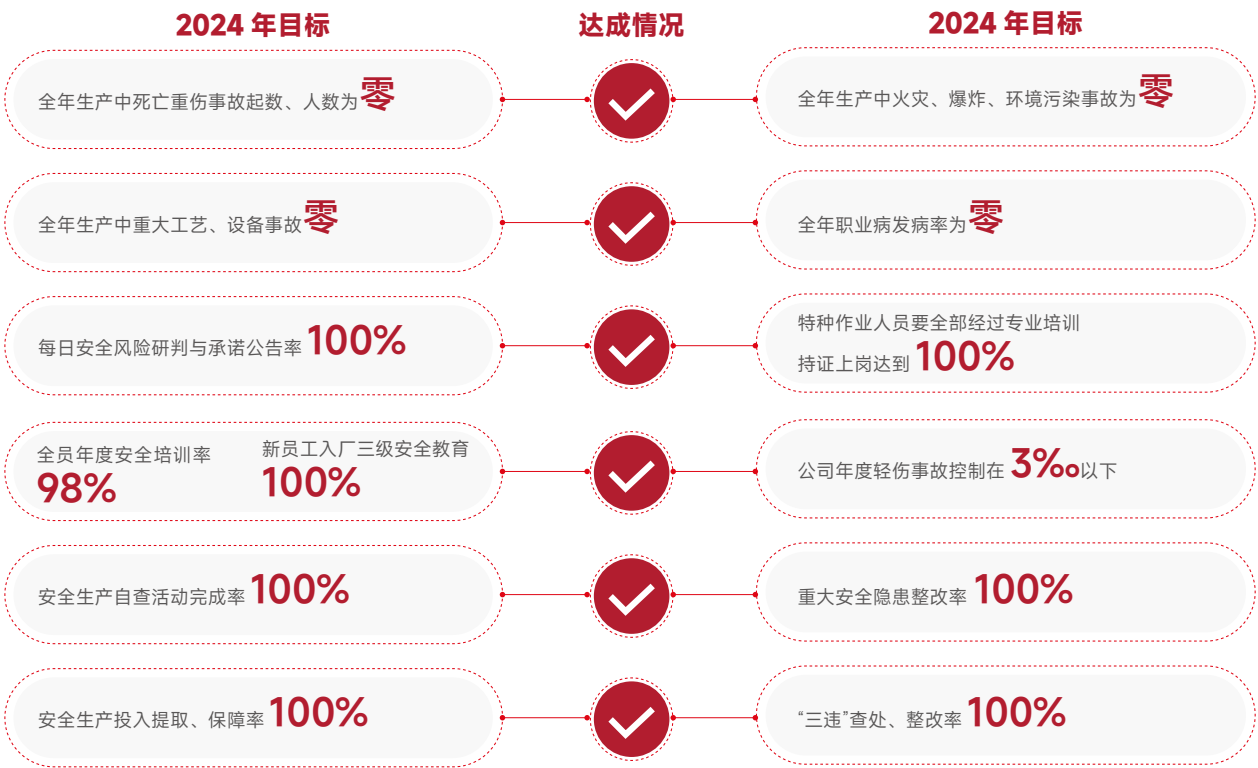 2024 年目标
达成情况
2024 年目标
全年生产中死亡重伤事故起数、人数为零
全年生产中火灾、爆炸、环境污染事故为零
全年生产中重大工艺、设备事故零
全年职业病发病率为零
每日安全风险研判与承诺公告率 100%
特种作业人员要全部经过专业培训
持证上岗达到 100%
全员年度安全培训率
98%
新员工入厂三级安全教育
100%
公司年度轻伤事故控制在 3‰以下
安全生产自查活动完成率 100%
重大安全隐患整改率 100%
安全生产投入提取、保障率 100%
“三违”查处、整改率 100%